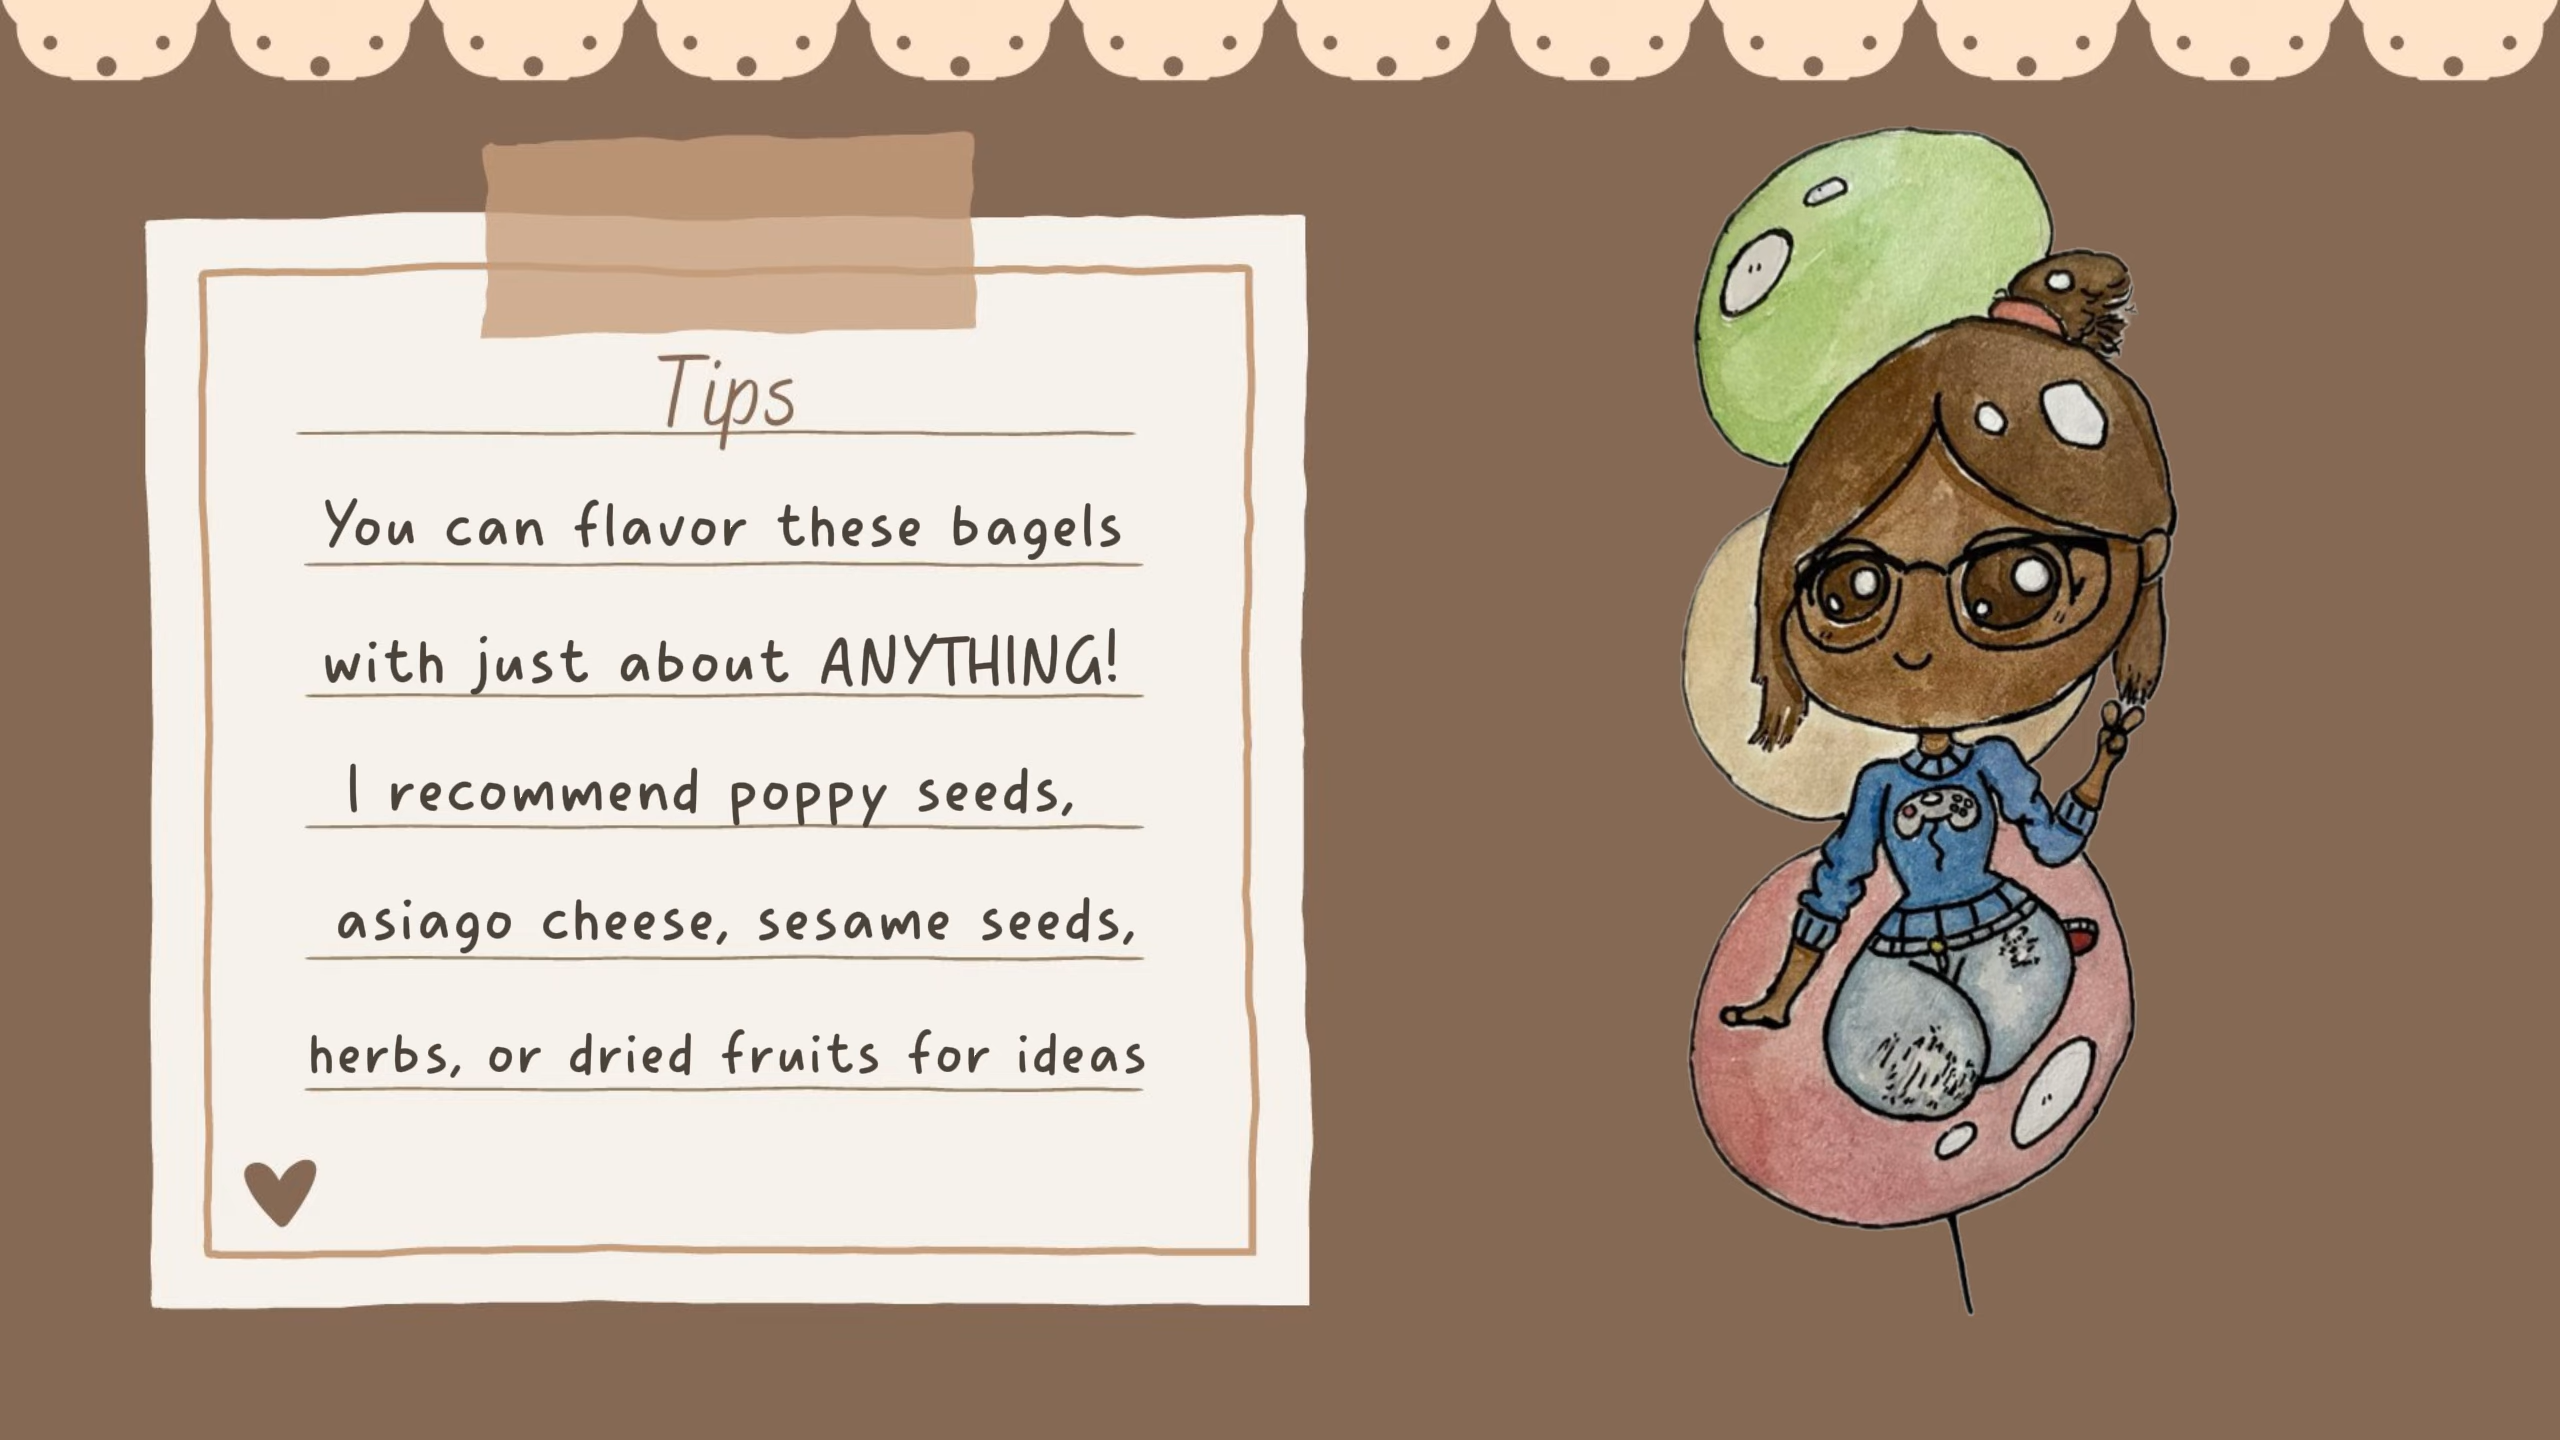 Tips
You can flavor these bagels
with just about ANYTHING!
I recommend poppy seeds,
asiago cheese, sesame seeds,
herbs, or dried fruits for ideas